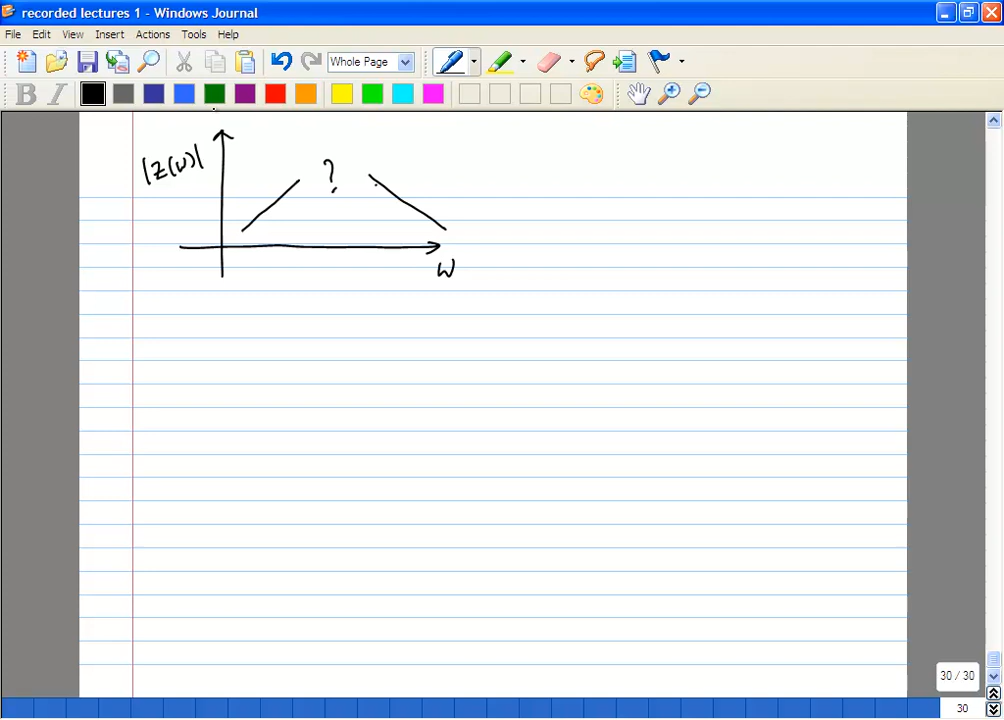 recorded lectures 1 - Windows Journal
File Edit View Insert Actions Tools Help
Whole Page
B I
|Z(ω)|
?
ω
30 / 30
30